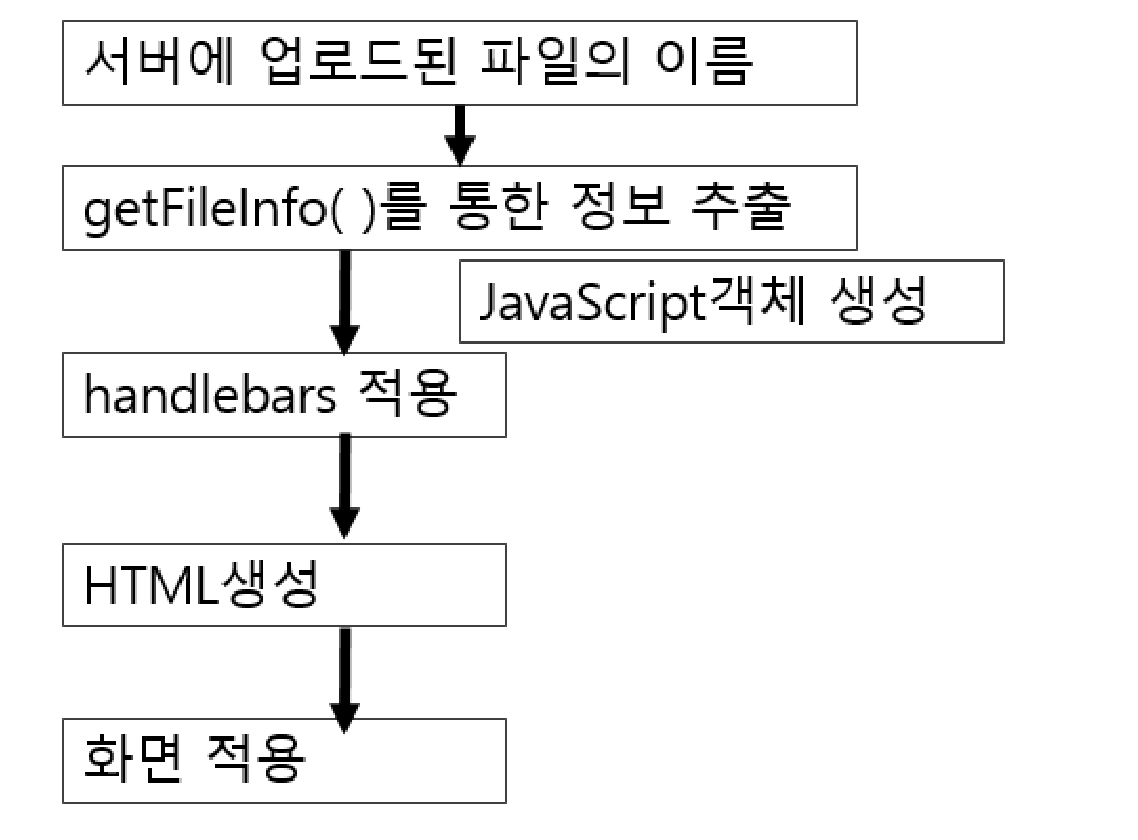 서버에 업로드된 파일의 이름
getFileInfo( )를 통한 정보 추출
JavaScript객체 생성
handlebars 적용
HTML생성
화면 적용